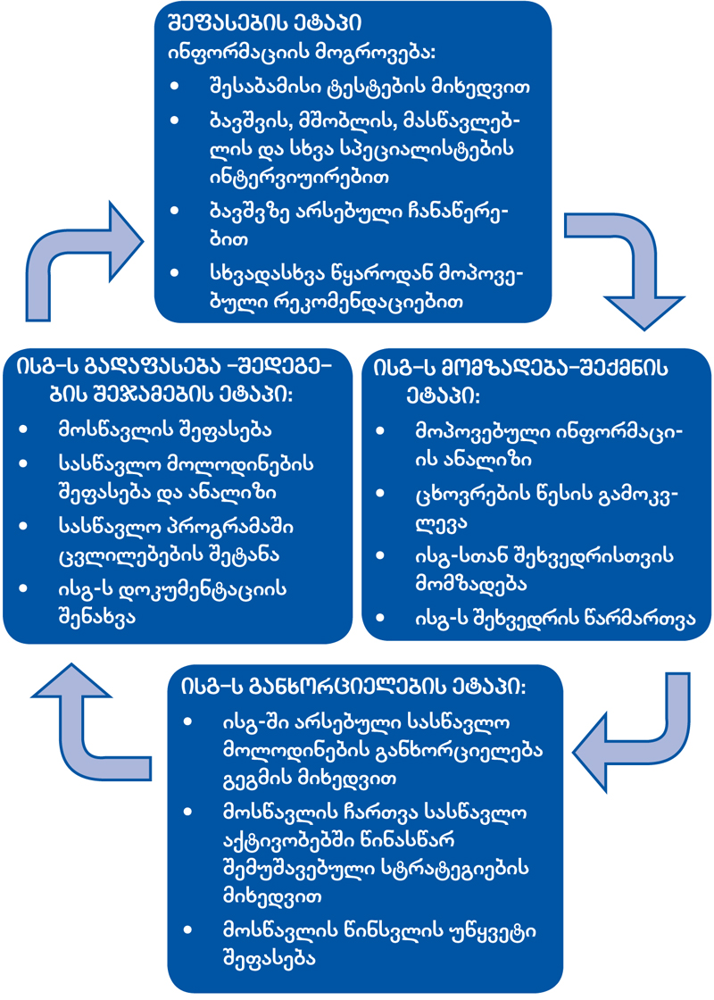 შეფასების ეტაპი
ინფორმაციის მოგროვება:
• შესაბამისი ტესტების მიხედვით
• ბავშვის, მშობლის, მასწავლებ-
ლის და სხვა სპეციალისტების
ინტერვიუირებით
• ბავშვზე არსებული ჩანაწერე-
ბით
• სხვადასხვა წყაროდან მოპოვე-
ბული რეკომენდაციებით
ისგ-ს მომზადება-შექმნის
ეტაპი:
• მოპოვებული ინფორმაცი-
ის ანალიზი
• ცხოვრების წესის გამოკვ-
ლევა
• ისგ-სთან შეხვედრისთვის
მომზადება
• ისგ-ს შეხვედრის წარმართვა
ისგ-ს განხორციელების ეტაპი:
• ისგ-ში არსებული სასწავლო
მოლოდინების განხორციელება
გეგმის მიხედვით
• მოსწავლის ჩართვა სასწავლო
აქტივობებში წინასწარ
შემუშავებული სტრატეგიების
მიხედვით
• მოსწავლის წინსვლის უწყვეტი
შეფასება
ისგ-ს გადაფასება -შედეგე-
ბის შეჯამების ეტაპი:
• მოსწავლის შეფასება
• სასწავლო მოლოდინების
შეფასება და ანალიზი
• სასწავლო პროგრამაში
ცვლილებების შეტანა
• ისგ-ს დოკუმენტაციის
შენახვა